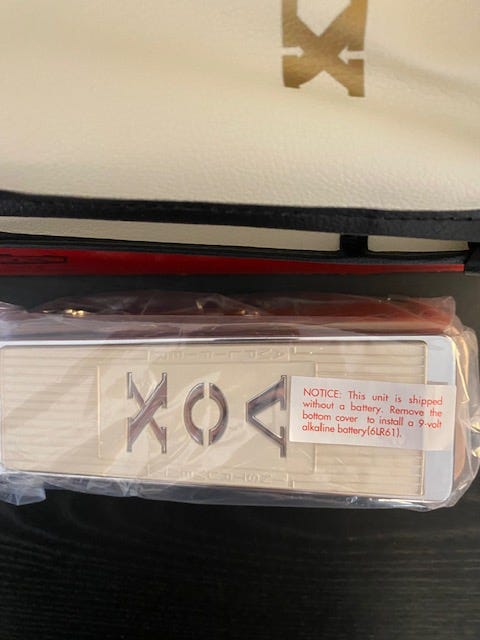 X
VOX
NOTICE: This unit is shipped
without a battery. Remove the
bottom cover to install a 9-volt
alkaline battery(6LR61).